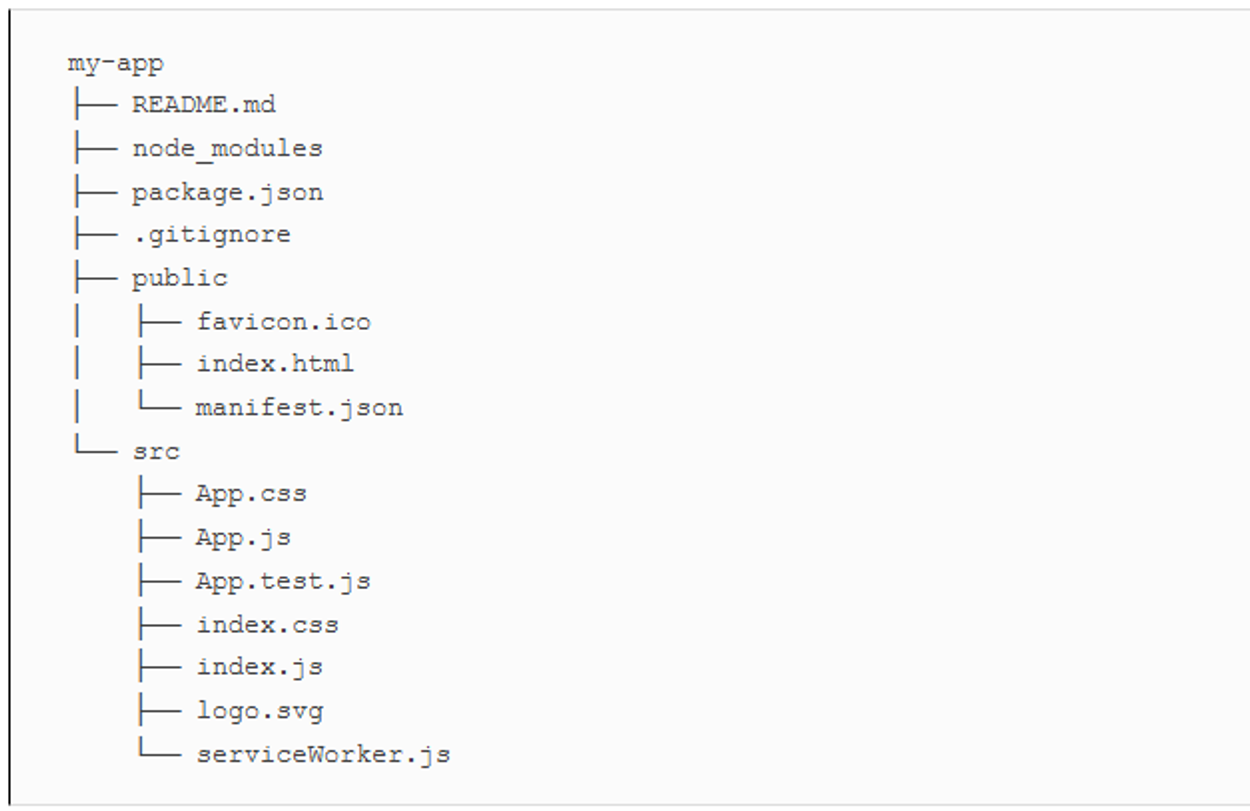 my-app
├── README.md
├── node_modules
├── package.json
├── .gitignore
├── public
│   ├── favicon.ico
│   ├── index.html
│   └── manifest.json
└── src
    ├── App.css
    ├── App.js
    ├── App.test.js
    ├── index.css
    ├── index.js
    ├── logo.svg
    └── serviceWorker.js